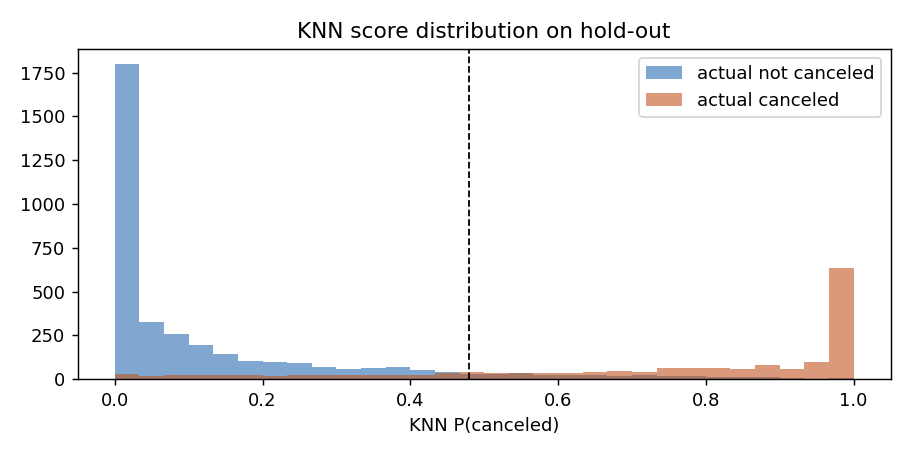 KNN score distribution on hold-out
actual not canceled
actual canceled
1750
1500
1250
1000
750
500
250
0
0.0 0.2 0.4 0.6 0.8 1.0
KNN P(canceled)